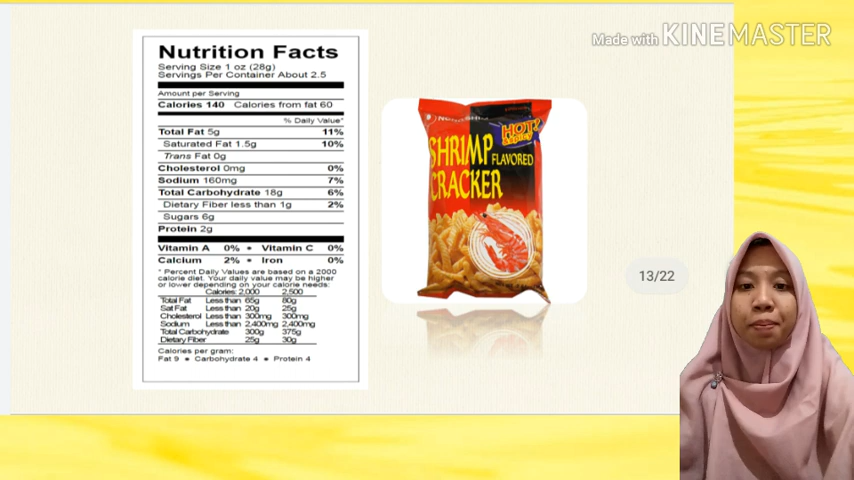 Made with KINEMASTER
Nutrition Facts
Serving Size 1 oz (28g)
Servings Per Container About 2.5
Amount per Serving
Calories 140 Calories from fat 60
% Daily Value*
Total Fat 5g 11%
Saturated Fat 1.5g 10%
Trans Fat 0g
Cholesterol 0mg 0%
Sodium 160mg 7%
Total Carbohydrate 18g 6%
Dietary Fiber less than 1g 2%
Sugars 6g
Protein 2g
Vitamin A 0% • Vitamin C 0%
Calcium 2% • Iron 0%
* Percent Daily Values are based on a 2000
calorie diet. Your daily value may be higher
or lower depending on your calorie needs:
Calories: 2,000 2,500
Total Fat Less than 65g 80g
Sat Fat Less than 20g 25g
Cholesterol Less than 300mg 300mg
Sodium Less than 2,400mg 2,400mg
Total Carbohydrate 300g 375g
Dietary Fiber 25g 30g
Calories per gram:
Fat 9 • Carbohydrate 4 • Protein 4
HOT!
&Spicy
SHRIMP
FLAVORED
CRACKER
13/22